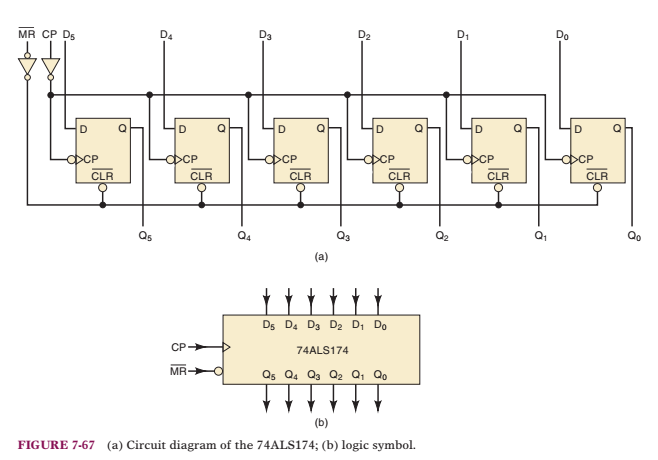 MR CP D5 D4 D3 D2 D1 D0
D Q D Q D Q D Q D Q D Q
CP CP CP CP CP CP
CLR CLR CLR CLR CLR CLR
Q5 Q4 Q3 Q2 Q1 Q0
(a)
D5 D4 D3 D2 D1 D0
CP 74ALS174
MR Q5 Q4 Q3 Q2 Q1 Q0
(b)
FIGURE 7-67 (a) Circuit diagram of the 74ALS174; (b) logic symbol.